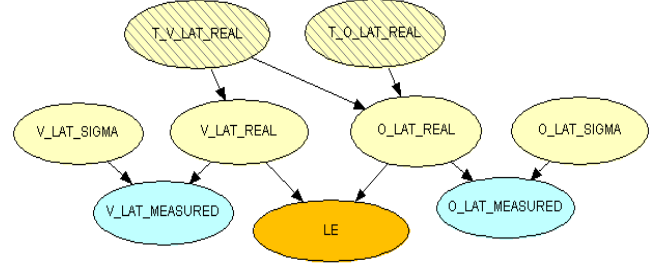 T_V_LAT_REAL
T_O_LAT_REAL
V_LAT_SIGMA
V_LAT_REAL
O_LAT_REAL
O_LAT_SIGMA
V_LAT_MEASURED
LE
O_LAT_MEASURED